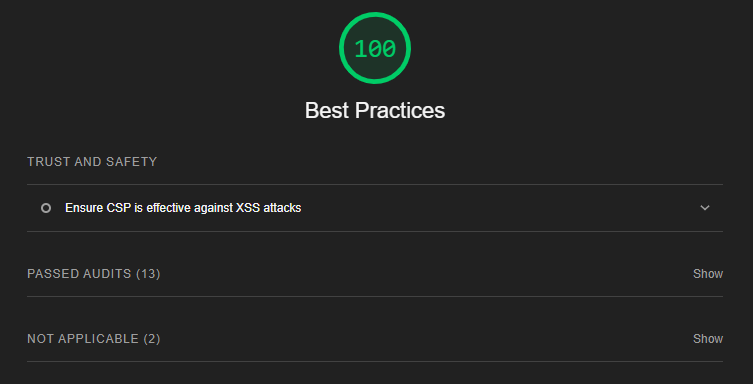 100
Best Practices
TRUST AND SAFETY
Ensure CSP is effective against XSS attacks
PASSED AUDITS (13) Show
NOT APPLICABLE (2) Show